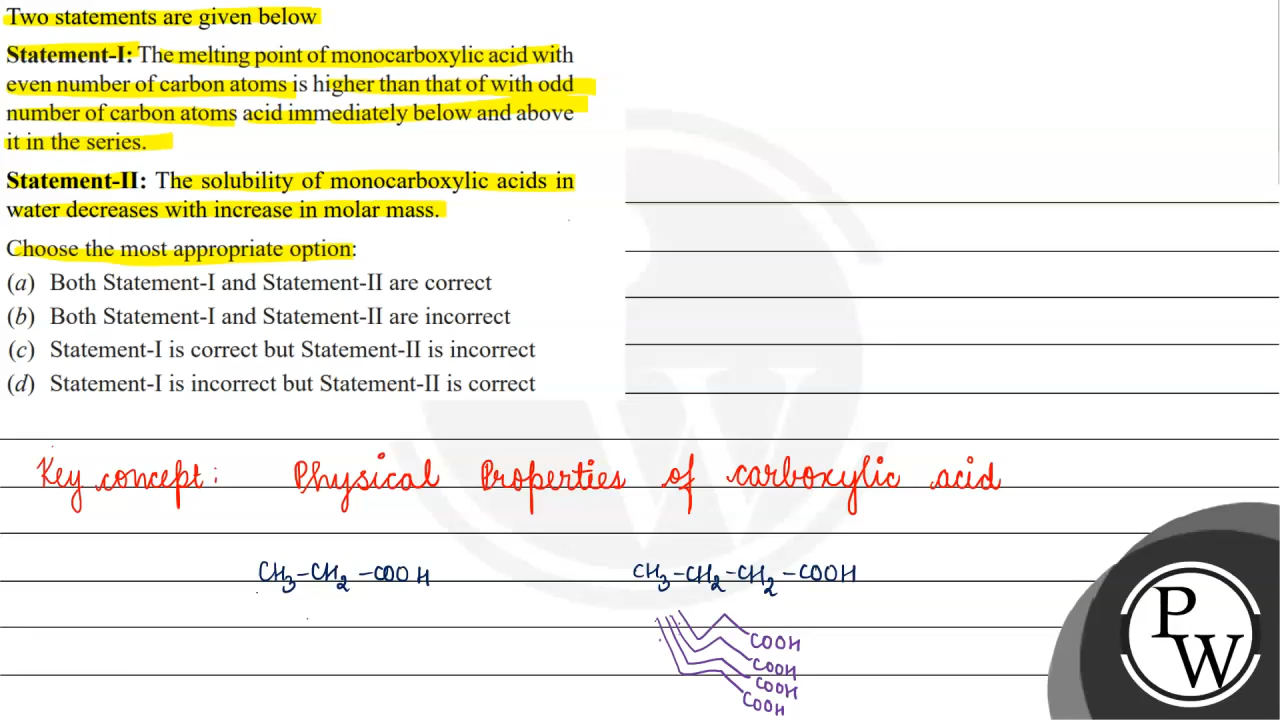 Two statements are given below
Statement-I: The melting point of monocarboxylic acid with
even number of carbon atoms is higher than that of with odd
number of carbon atoms acid immediately below and above
it in the series.
Statement-II: The solubility of monocarboxylic acids in
water decreases with increase in molar mass.
Choose the most appropriate option:
(a) Both Statement-I and Statement-II are correct
(b) Both Statement-I and Statement-II are incorrect
(c) Statement-I is correct but Statement-II is incorrect
(d) Statement-I is incorrect but Statement-II is correct
Key concept: Physical Properties of carboxylic acid
CH₃-CH₂-COOH CH₃-CH₂-CH₂-COOH
COOH
COOH
COOH
COOH
P
W